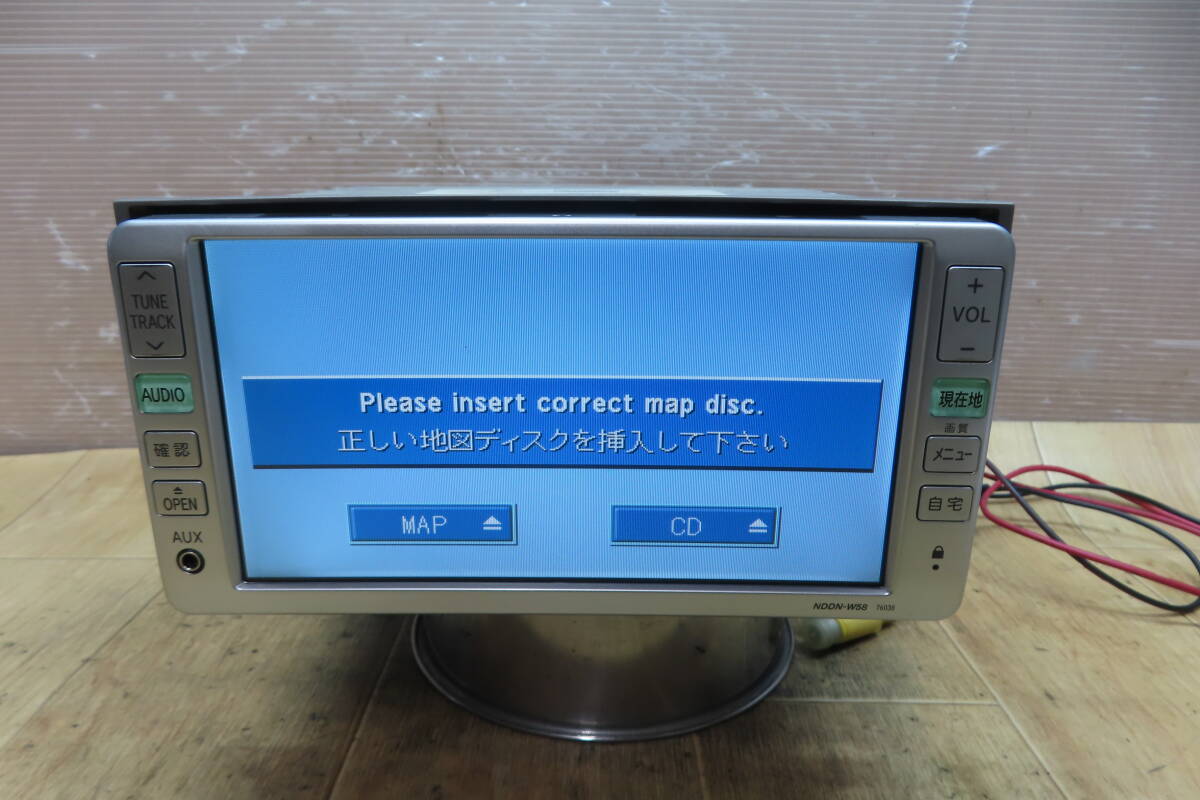 TUNE
TRACK
AUDIO
確認
OPEN
AUX
Please insert correct map disc.
正しい地図ディスクを挿入して下さい
MAP
CD
+
VOL
-
現在地
画質
メニュー
自宅
NDDN-W58 76038